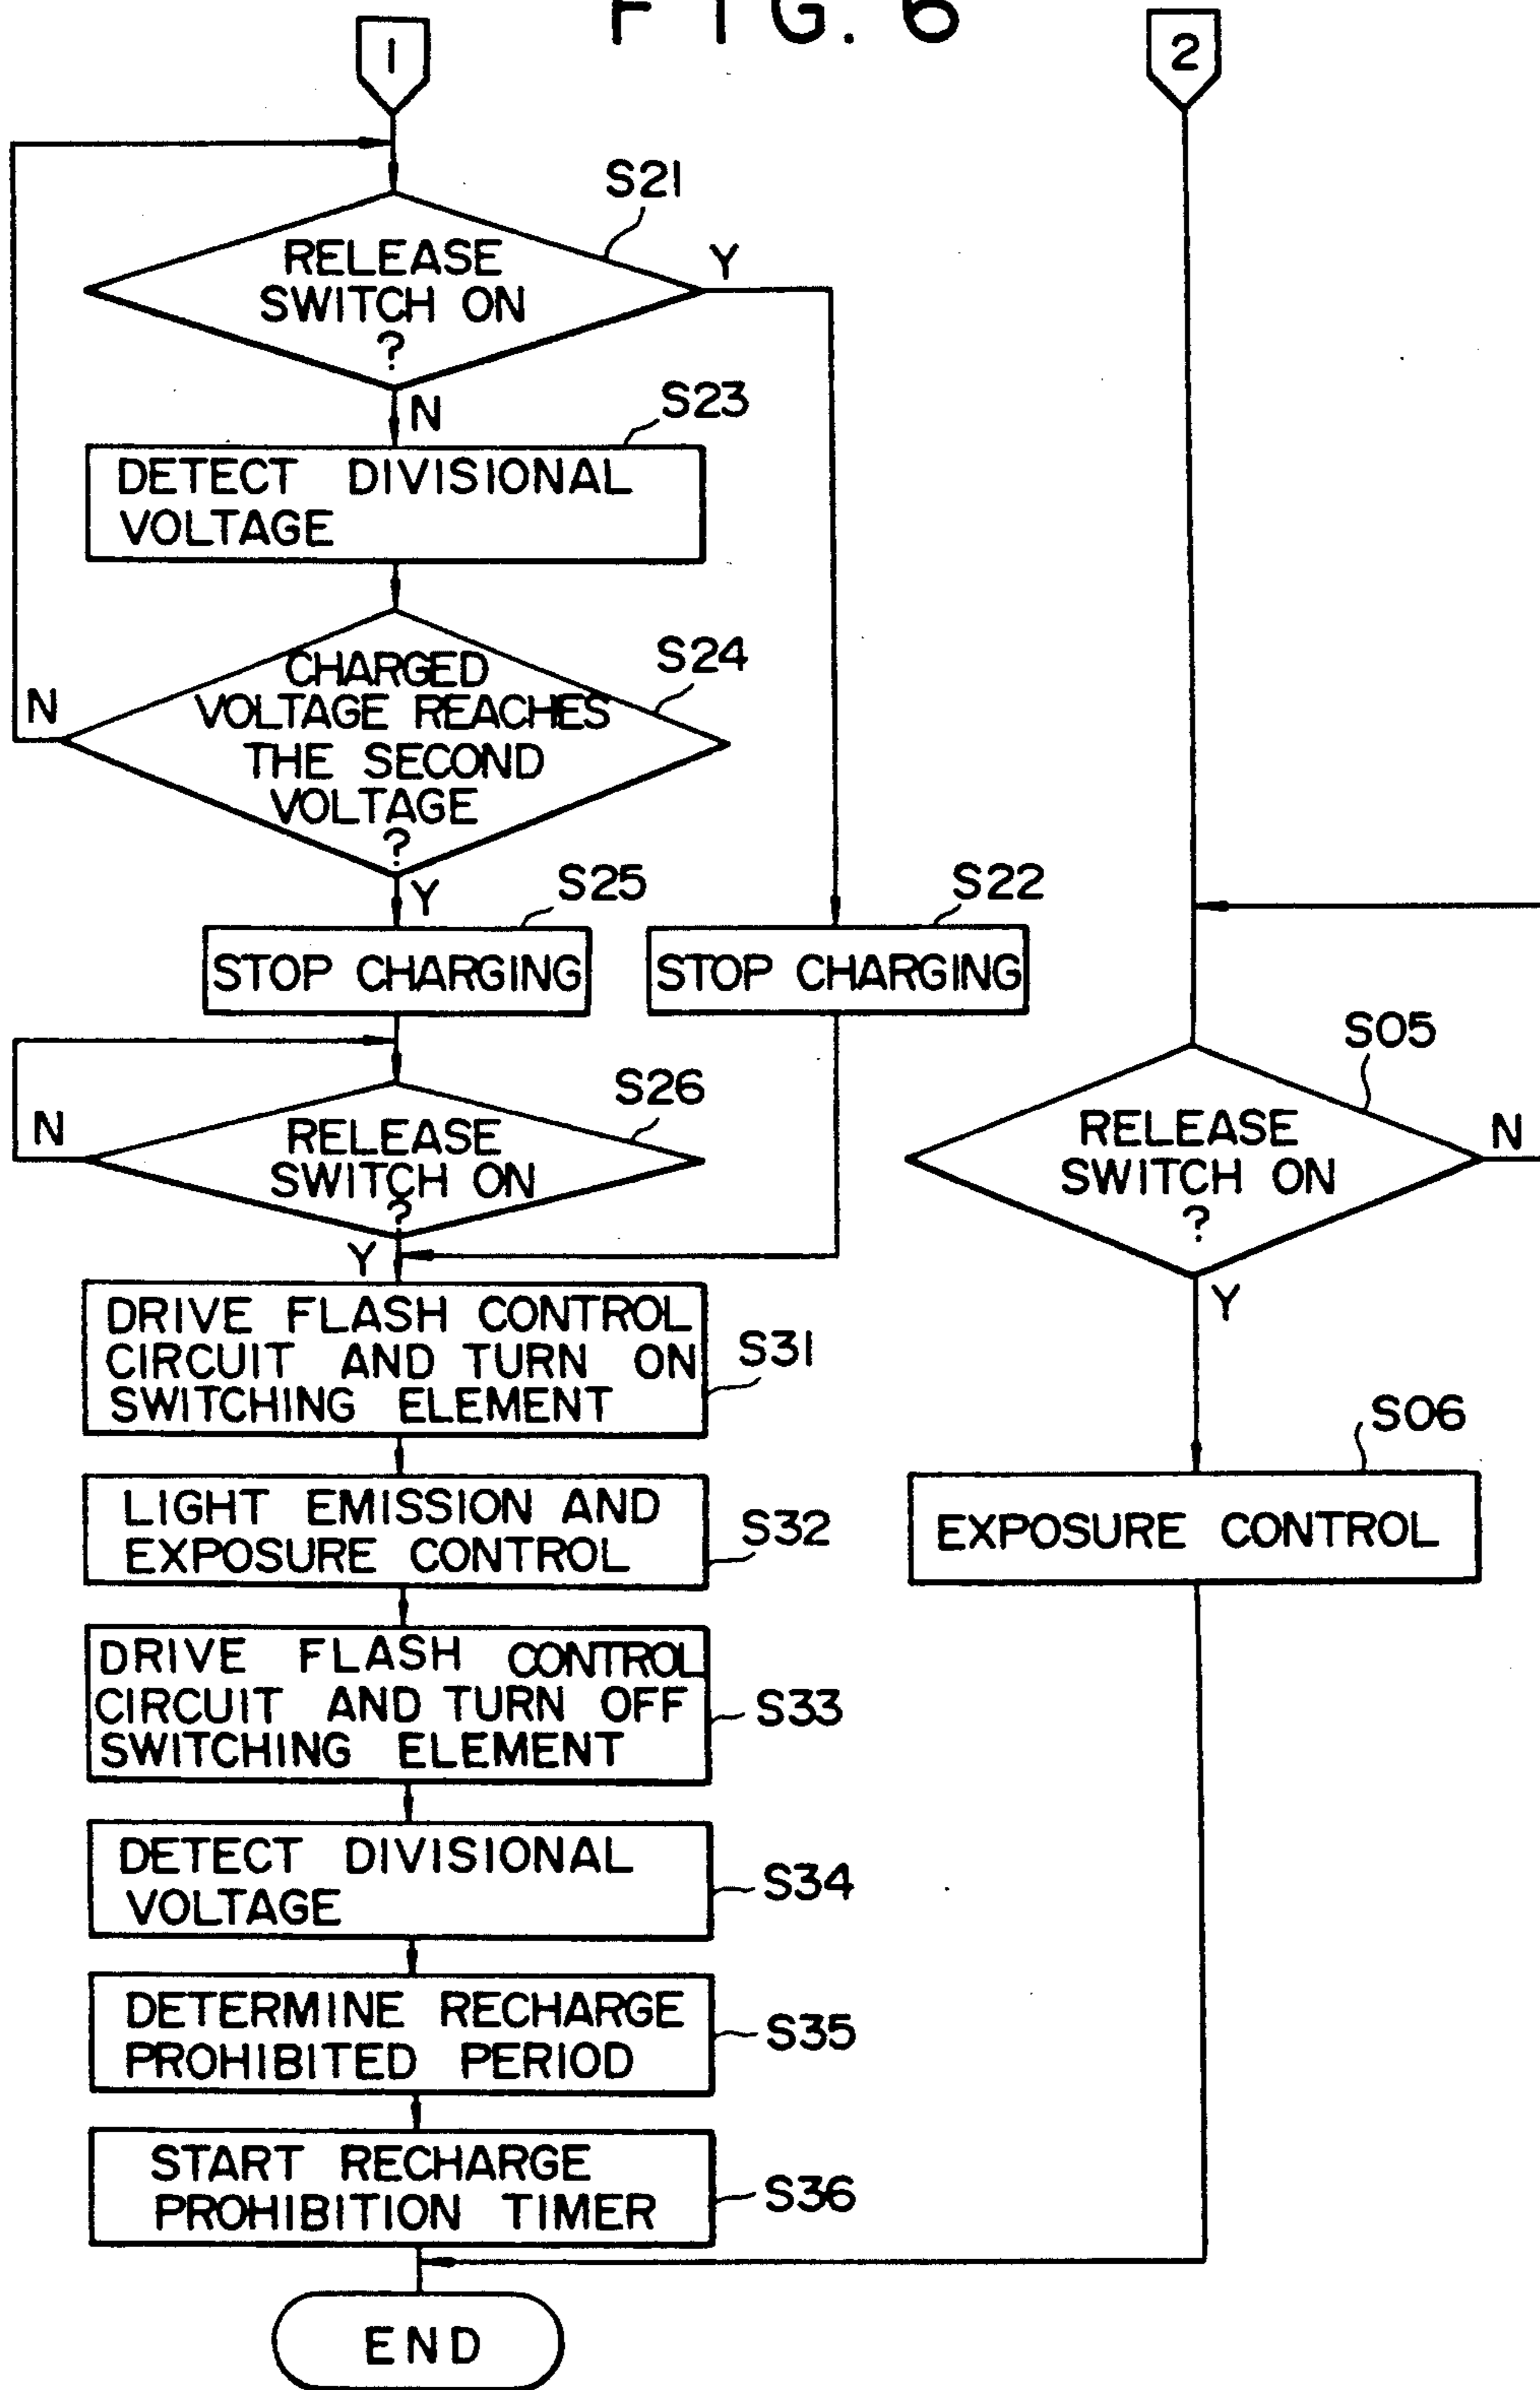 FIG. 6
1
2
S21
RELEASE
SWITCH ON
?
Y
N
S23
DETECT DIVISIONAL
VOLTAGE
S24
CHARGED
VOLTAGE REACHES
THE SECOND
VOLTAGE
?
N
Y
S25
STOP CHARGING
S22
STOP CHARGING
S26
RELEASE
SWITCH ON
?
N
Y
S05
RELEASE
SWITCH ON
?
N
Y
DRIVE FLASH CONTROL
CIRCUIT AND TURN ON
SWITCHING ELEMENT
S31
S06
EXPOSURE CONTROL
LIGHT EMISSION AND
EXPOSURE CONTROL
S32
DRIVE FLASH CONTROL
CIRCUIT AND TURN OFF
SWITCHING ELEMENT
S33
DETECT DIVISIONAL
VOLTAGE
S34
DETERMINE RECHARGE
PROHIBITED PERIOD
S35
START RECHARGE
PROHIBITION TIMER
S36
END